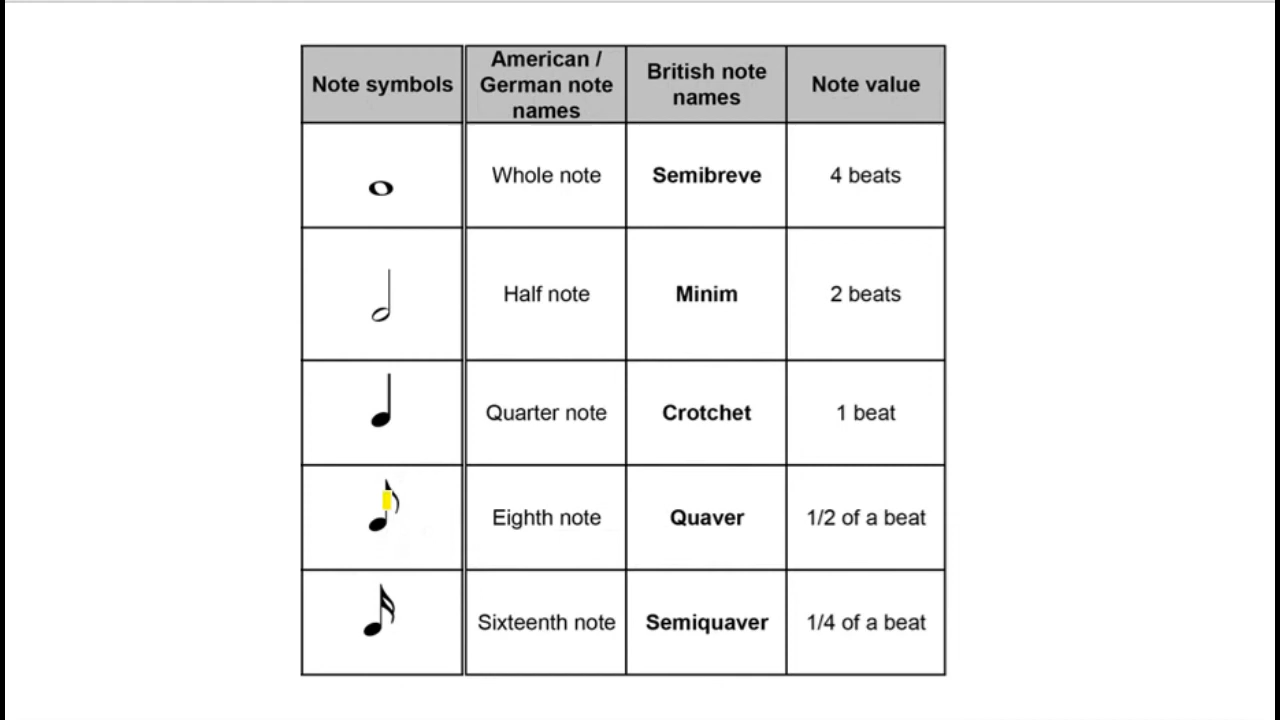 Note symbols
American /
German note
names
British note
names
Note value
Whole note
Semibreve
4 beats
Half note
Minim
2 beats
Quarter note
Crotchet
1 beat
Eighth note
Quaver
1/2 of a beat
Sixteenth note
Semiquaver
1/4 of a beat